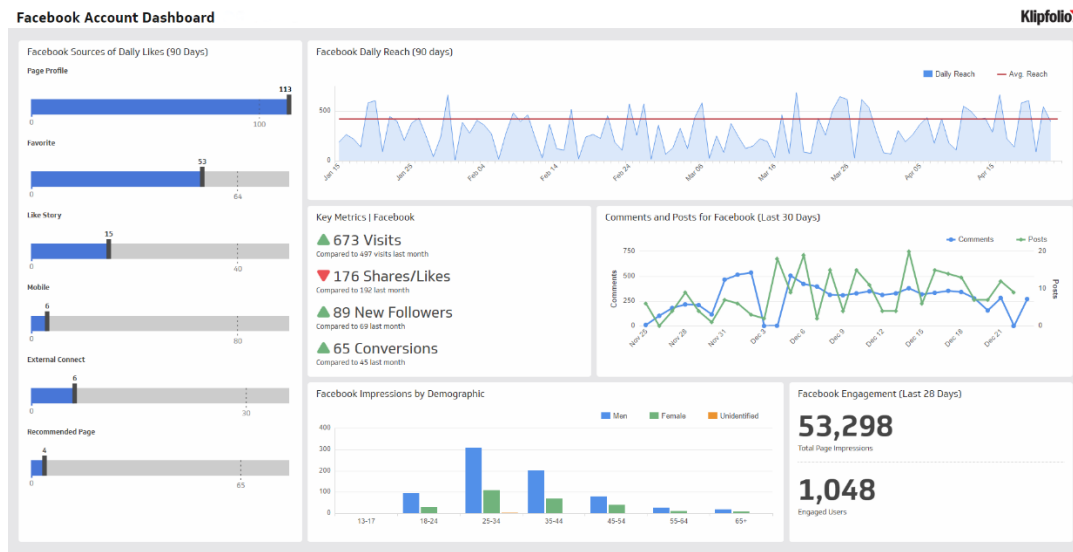 Facebook Account Dashboard
Klipfolio
Facebook Sources of Daily Likes (90 Days)
Page Profile
113
0 100
Favorite
53
0 64
Like Story
15
0 40
Mobile
6
0 80
External Connect
6
0 30
Recommended Page
4
0 65
Facebook Daily Reach (90 days)
Daily Reach Avg. Reach
500
0
Jan 15 Jan 25 Feb 04 Feb 14 Feb 24 Mar 06 Mar 16 Mar 26 Apr 05 Apr 15
Key Metrics | Facebook
673 Visits
Compared to 497 visits last month
176 Shares/Likes
Compared to 192 last month
89 New Followers
Compared to 69 last month
65 Conversions
Compared to 45 last month
Comments and Posts for Facebook (Last 30 Days)
Comments Posts
750 20
500
250 10
0 0
Comments
Posts
Nov 25 Nov 28 Nov 31 Dec 3 Dec 6 Dec 9 Dec 12 Dec 15 Dec 18 Dec 21
Facebook Impressions by Demographic
Men Female Unidentified
400
300
200
100
0
13-17 18-24 25-34 35-44 45-54 55-64 65+
Facebook Engagement (Last 28 Days)
53,298
Total Page Impressions
1,048
Engaged Users